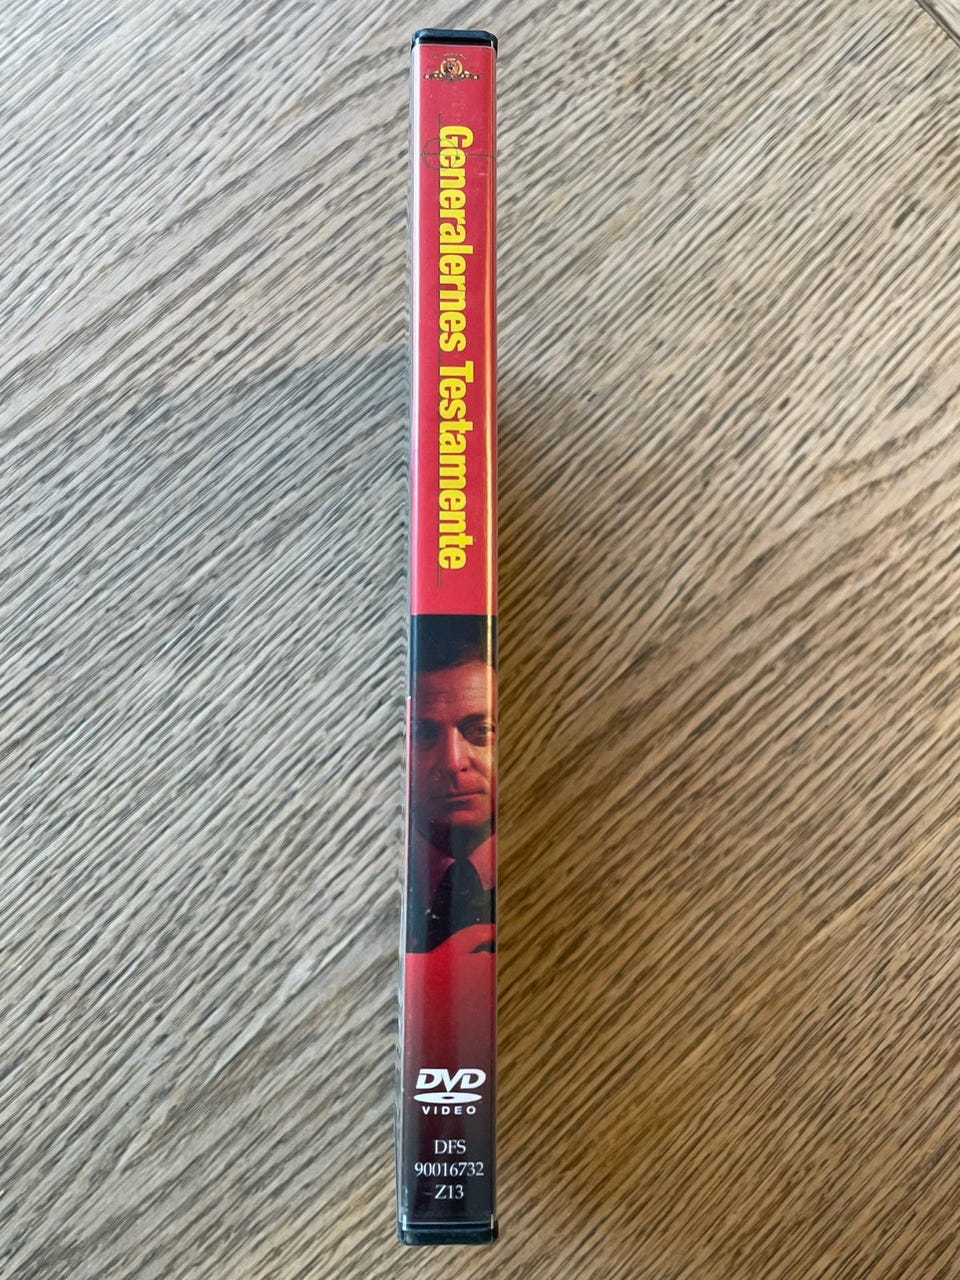 Generalernes Testamente
DVD
VIDEO
DFS
90016732
Z13